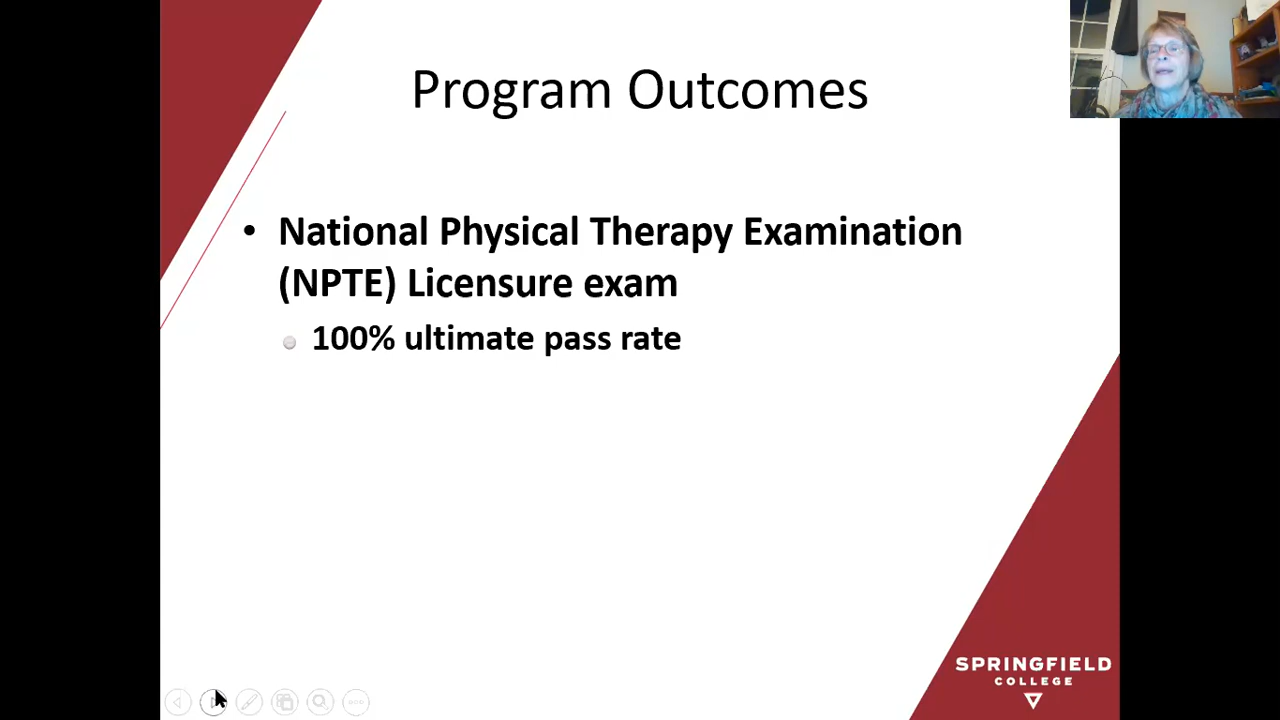 Program Outcomes
• National Physical Therapy Examination
(NPTE) Licensure exam
100% ultimate pass rate
SPRINGFIELD
COLLEGE